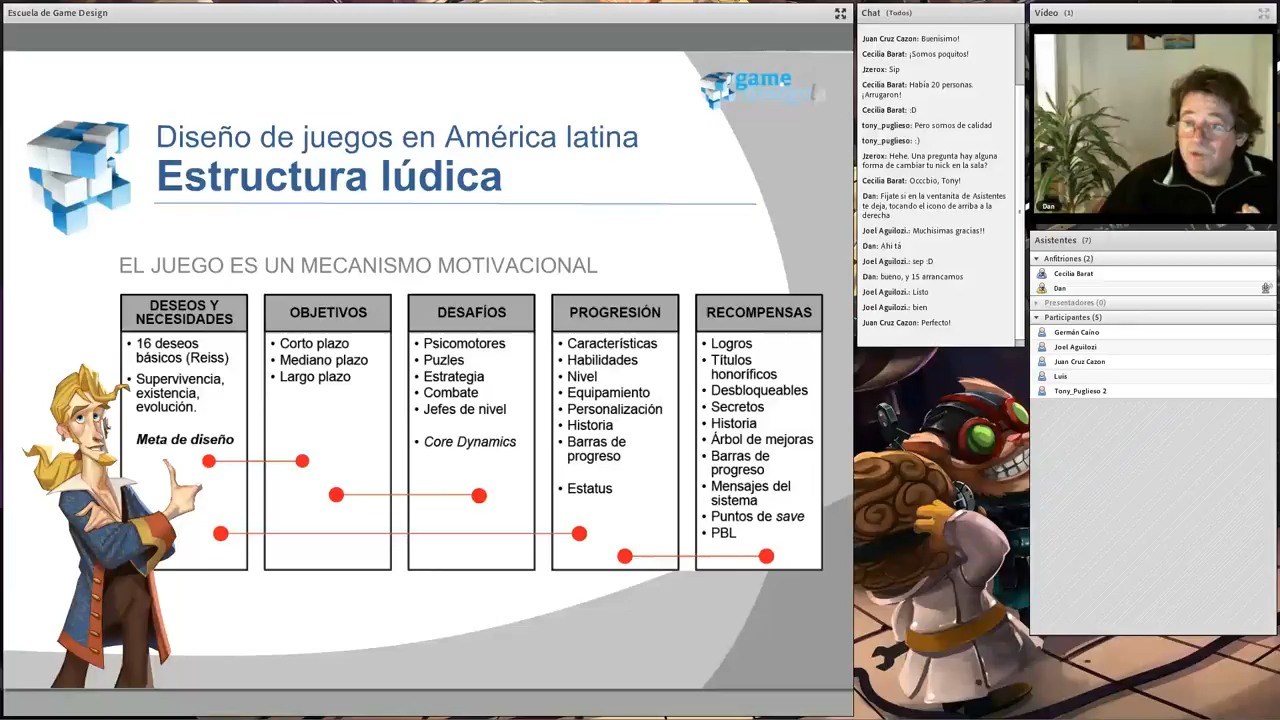 Escuela de Game Design
game
design
Diseño de juegos en América latina
Estructura lúdica
EL JUEGO ES UN MECANISMO MOTIVACIONAL
DESEOS Y
NECESIDADES
• 16 deseos
básicos (Reiss)
• Supervivencia,
existencia,
evolución.
Meta de diseño
OBJETIVOS
• Corto plazo
• Mediano plazo
• Largo plazo
DESAFÍOS
• Psicomotores
• Puzles
• Estrategia
• Combate
• Jefes de nivel
• Core Dynamics
PROGRESIÓN
• Características
• Habilidades
• Nivel
• Equipamiento
• Personalización
• Historia
• Barras de
progreso
• Estatus
RECOMPENSAS
• Logros
• Títulos
honoríficos
• Desbloqueables
• Secretos
• Historia
• Árbol de mejoras
• Barras de
progreso
• Mensajes del
sistema
• Puntos de save
• PBL
Chat (Todos)
Juan Cruz Cazon: Buenisimo!
Cecilia Barat: ¡Somos poquitos!
Jzerox: Sip
Cecilia Barat: Había 20 personas.
¡Arrugaron!
Cecilia Barat: :D
tony_puglieso: Pero somos de calidad
tony_puglieso: :)
Jzerox: Hehe. Una pregunta hay alguna
forma de cambiar tu nick en la sala?
Cecilia Barat: Occcbio, Tony!
Dan: Fijate si en la ventanita de Asistentes
te deja, tocando el icono de arriba a la
derecha
Joel Aguilozi.: Muchisimas gracias!!
Dan: Ahi tá
Joel Aguilozi.: sep :D
Dan: bueno, y 15 arrancamos
Joel Aguilozi.: Listo
Joel Aguilozi.: bien
Juan Cruz Cazon: Perfecto!
Vídeo (1)
Dan
Asistentes (7)
Anfitriones (2)
Cecilia Barat
Dan
Presentadores (0)
Participantes (5)
Germán Caíno
Joel Aguilozi
Juan Cruz Canzon
Luis
Tony_Puglieso 2